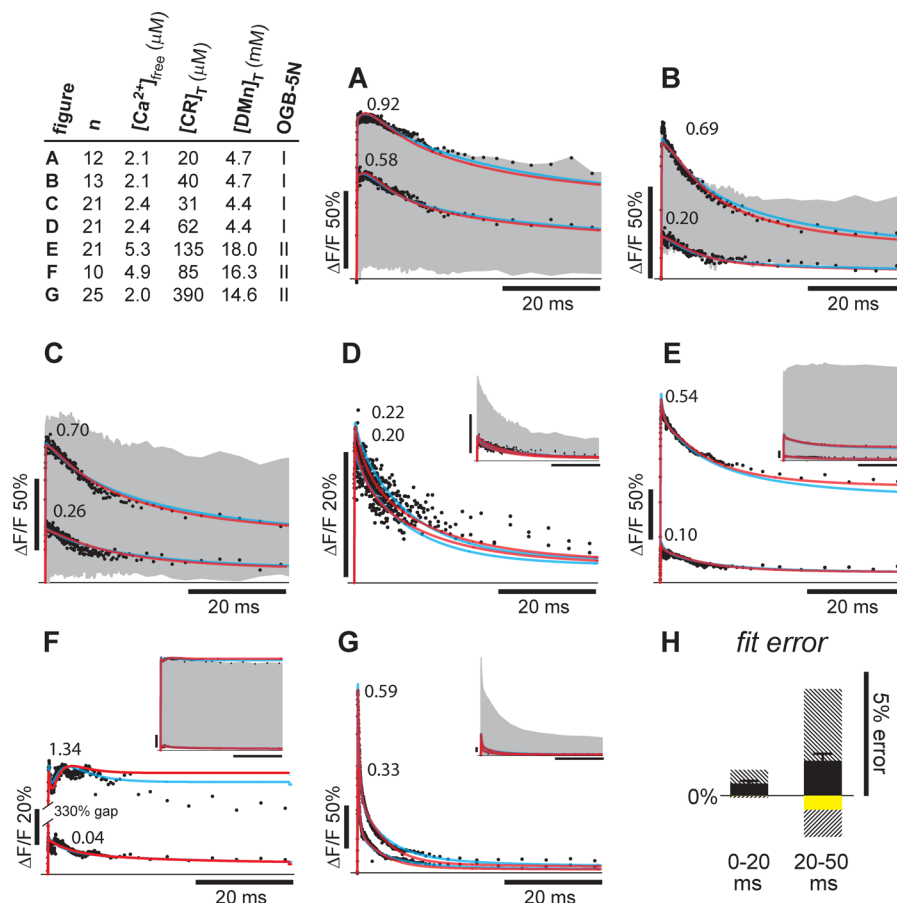 figure n [Ca²⁺]free (μM) [CR]T (μM) [DMn]T (mM) OGB-5N
A 12 2.1 20 4.7 I
B 13 2.1 40 4.7 I
C 21 2.4 31 4.4 I
D 21 2.4 62 4.4 I
E 21 5.3 135 18.0 II
F 10 4.9 85 16.3 II
G 25 2.0 390 14.6 II
A
0.92
0.58
ΔF/F 50%
20 ms
B
0.69
0.20
ΔF/F 50%
20 ms
C
0.70
0.26
ΔF/F 50%
20 ms
D
0.22
0.20
ΔF/F 20%
20 ms
E
0.54
0.10
ΔF/F 50%
20 ms
F
1.34
330% gap
0.04
ΔF/F 20%
20 ms
G
0.59
0.33
ΔF/F 50%
20 ms
H
fit error
5% error
0%
0-20 20-50
ms ms